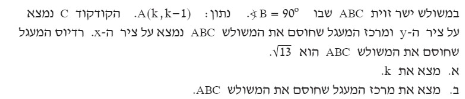 במשולש ישר זוית ABC שבו ∢B = 90°. נתון: A(k,k−1). הקודקוד C נמצא
על ציר ה-y ומרכז המעגל שחוסם את המשולש ABC נמצא על ציר ה-x. רדיוס המעגל
שחוסם את המשולש ABC הוא √13.
א. מצא את k.
ב. מצא את מרכז המעגל שחוסם את המשולש ABC.